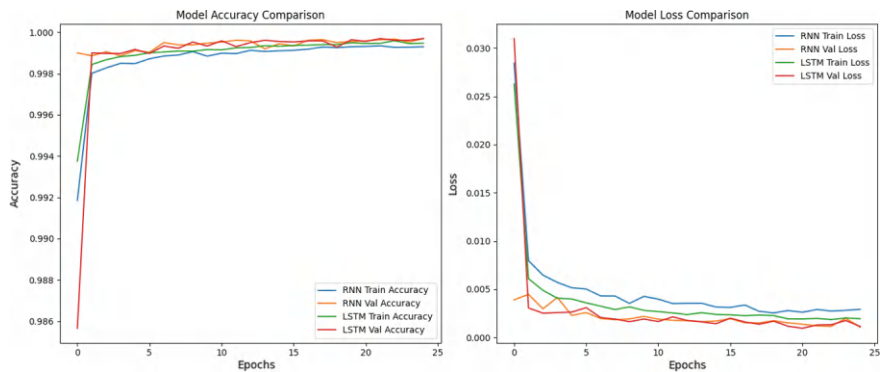 Model Accuracy Comparison
1.000
0.998
0.996
0.994
0.992
0.990
0.988
0.986
Accuracy
0
5
10
15
20
25
Epochs
RNN Train Accuracy
RNN Val Accuracy
LSTM Train Accuracy
LSTM Val Accuracy
Model Loss Comparison
0.030
0.025
0.020
0.015
0.010
0.005
0.000
Loss
0
5
10
15
20
25
Epochs
RNN Train Loss
RNN Val Loss
LSTM Train Loss
LSTM Val Loss